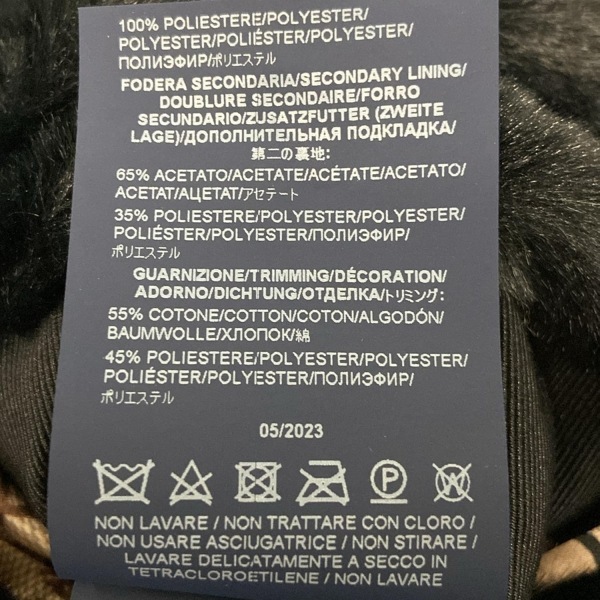 100% POLIESTERE/POLYESTER/
POLYESTER/POLIÉSTER/POLYESTER/
ПОЛИЭФИР/ポリエステル
FODERA SECONDARIA/SECONDARY LINING/
DOUBLURE SECONDAIRE/FORRO
SECUNDARIO/ZUSATZFUTTER (ZWEITE
LAGE)/ДОПОЛНИТЕЛЬНАЯ ПОДКЛАДКА/
第二の裏地:
65% ACETATO/ACETATE/ACÉTATE/ACETATO/
ACETAT/АЦЕТАТ/アセテート
35% POLIESTERE/POLYESTER/POLYESTER/
POLIÉSTER/POLYESTER/ПОЛИЭФИР/
ポリエステル
GUARNIZIONE/TRIMMING/DÉCORATION/
ADORNO/DICHTUNG/ОТДЕЛКА/トリミング:
55% COTONE/COTTON/COTON/ALGODÓN/
BAUMWOLLE/ХЛОПОК/綿
45% POLIESTERE/POLYESTER/POLYESTER/
POLIÉSTER/POLYESTER/ПОЛИЭФИР/
ポリエステル
05/2023
P W
NON LAVARE / NON TRATTARE CON CLORO /
NON USARE ASCIUGATRICE / NON STIRARE /
LAVARE DELICATAMENTE A SECCO IN
TETRACLOROETILENE / NON LAVARE